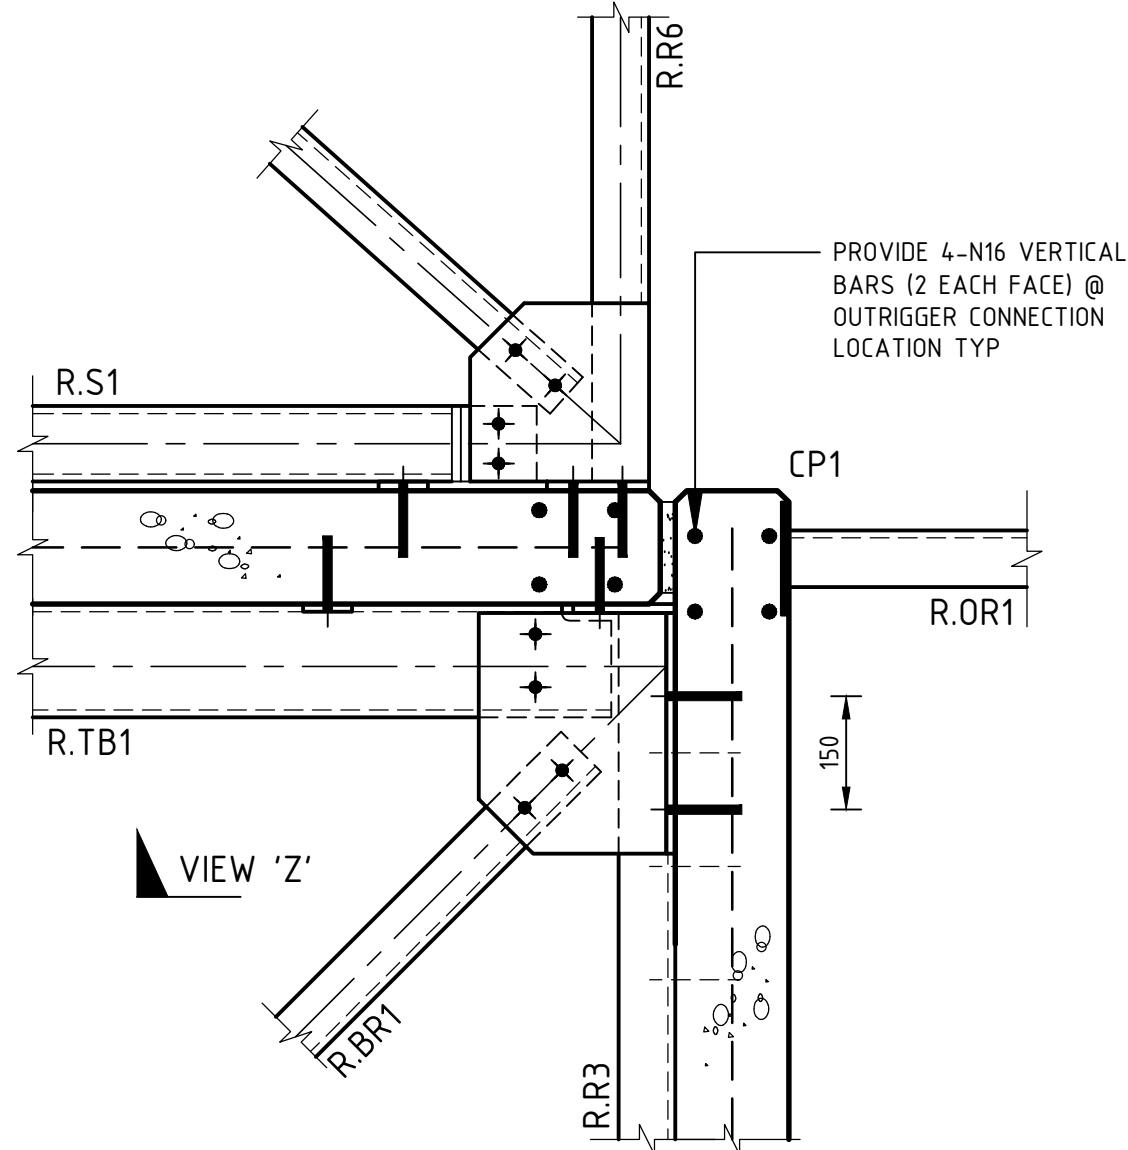 R.R6
PROVIDE 4-N16 VERTICAL
BARS (2 EACH FACE) @
OUTRIGGER CONNECTION
LOCATION TYP
R.S1
CP1
R.OR1
R.TB1
150
VIEW 'Z'
R.BR1
R.R3